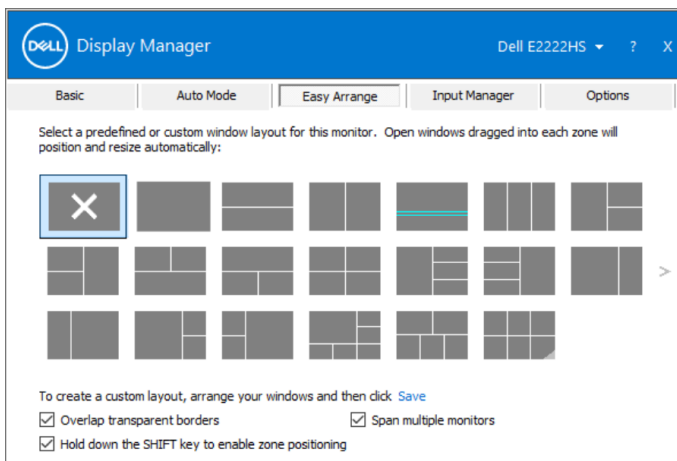 DELL Display Manager Dell E2222HS ? X
Basic Auto Mode Easy Arrange Input Manager Options
Select a predefined or custom window layout for this monitor. Open windows dragged into each zone will
position and resize automatically:
>
To create a custom layout, arrange your windows and then click Save
Overlap transparent borders Span multiple monitors
Hold down the SHIFT key to enable zone positioning